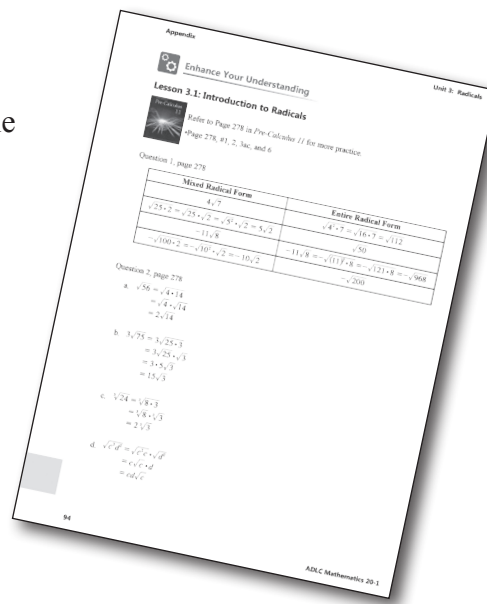 e
Appendix
Unit 3: Radicals
Enhance Your Understanding
Lesson 3.1: Introduction to Radicals
Pre-Calculus
11
Refer to Page 278 in Pre-Calculus 11 for more practice.
•Page 278, #1, 2, 3ac, and 6
Question 1, page 278
Mixed Radical Form
Entire Radical Form
4√7
√4²•7 = √16•7 = √112
√25•2 = √25•√2 = √5²•√2 = 5√2
√50
−11√8
−11√8 = −√(11)²•8 = −√121•8 = −√968
−√100•2 = −√10²•√2 = −10√2
−√200
Question 2, page 278
a. √56 = √4•14
= √4•√14
= 2√14
b. 3√75 = 3√25•3
= 3√25•√3
= 3•5√3
= 15√3
c. ∛24 = ∛8•3
= ∛8•∛3
= 2∛3
d. √c³d² = √c²c•√d²
= c√c•d
= cd√c
94
ADLC Mathematics 20-1